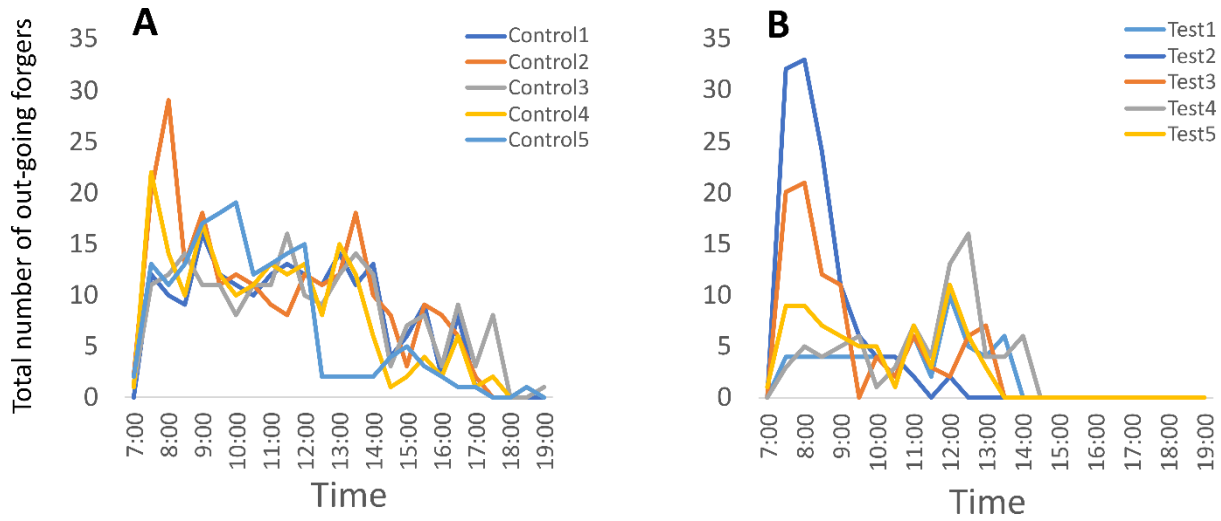 A
Total number of out-going forgers
35
30
25
20
15
10
5
0
Control1
Control2
Control3
Control4
Control5
7:00
8:00
9:00
10:00
11:00
12:00
13:00
14:00
15:00
16:00
17:00
18:00
19:00
Time
B
35
30
25
20
15
10
5
0
Test1
Test2
Test3
Test4
Test5
7:00
8:00
9:00
10:00
11:00
12:00
13:00
14:00
15:00
16:00
17:00
18:00
19:00
Time